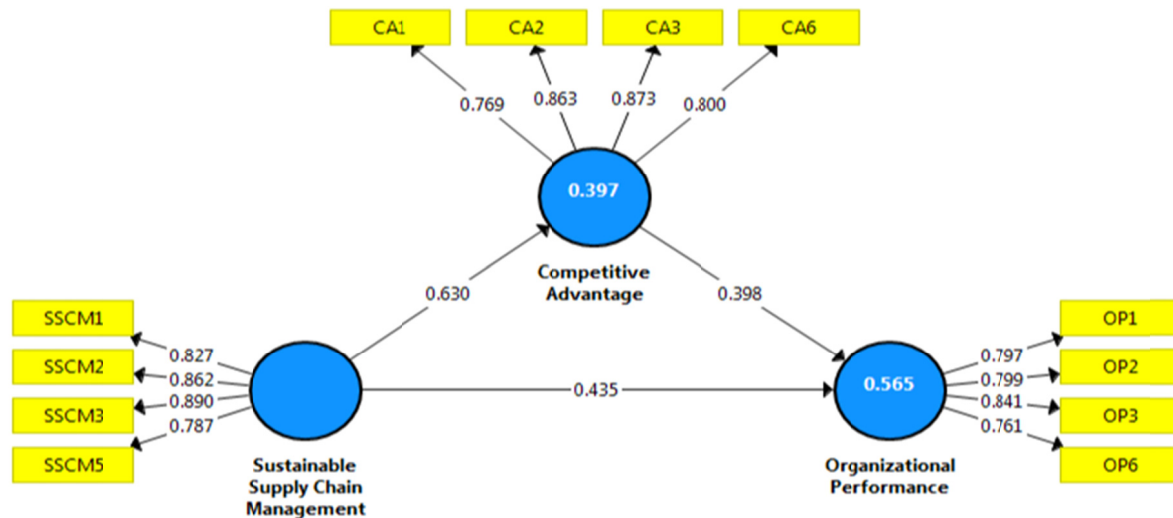 CA1 CA2 CA3 CA6
0.769 0.863 0.873 0.800
0.397
Competitive
Advantage
0.630 0.398
SSCM1
SSCM2
SSCM3
SSCM5
0.827
0.862
0.890
0.787
0.435
0.565
0.797
0.799
0.841
0.761
OP1
OP2
OP3
OP6
Sustainable
Supply Chain
Management
Organizational
Performance